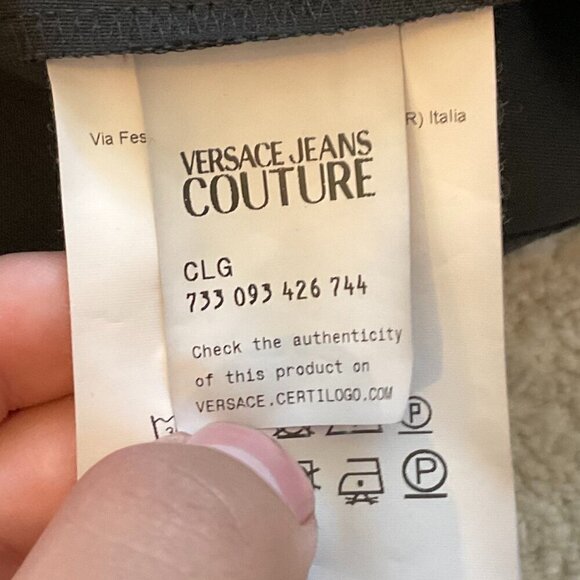 Via Fes
R) Italia
VERSACE JEANS
COUTURE
CLG
733 093 426 744
Check the authenticity
of this product on
VERSACE.CERTILOGO.COM
P
P